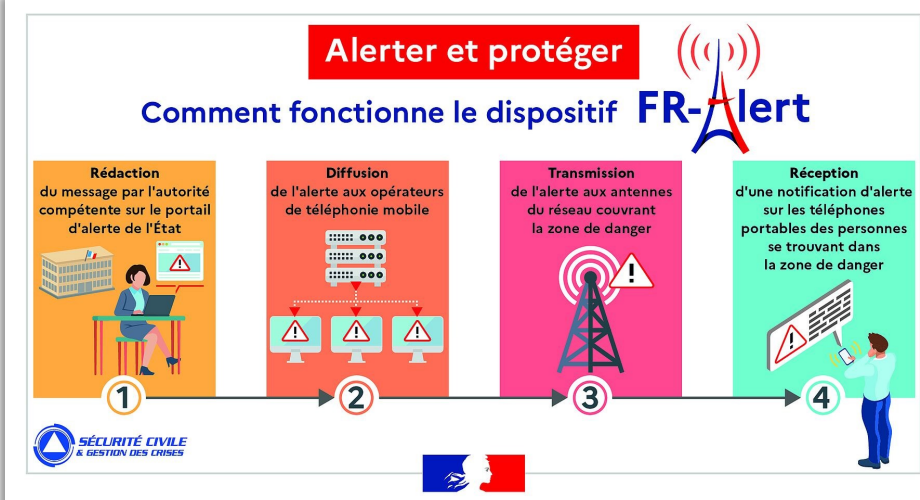 Alerter et protéger
Comment fonctionne le dispositif FR-Alert
Rédaction
du message par l'autorité
compétente sur le portail
d'alerte de l'État
Diffusion
de l'alerte aux opérateurs
de téléphonie mobile
Transmission
de l'alerte aux antennes
du réseau couvrant
la zone de danger
Réception
d'une notification d'alerte
sur les téléphones
portables des personnes
se trouvant dans
la zone de danger
1
2
3
4
SÉCURITÉ CIVILE
& GESTION DES CRISES